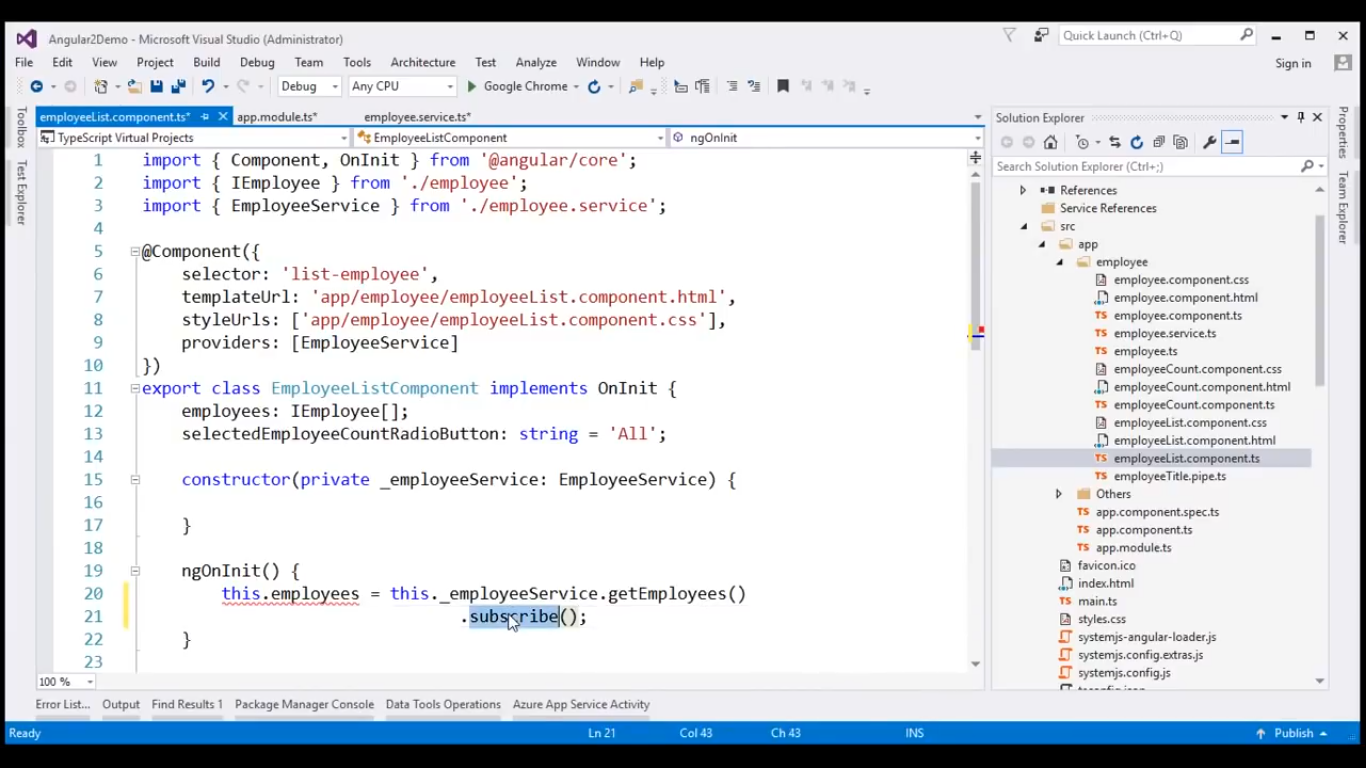 Angular2Demo - Microsoft Visual Studio (Administrator)
Quick Launch (Ctrl+Q)
File Edit View Project Build Debug Team Tools Architecture Test Analyze Window Help
Sign in
Debug Any CPU Google Chrome
employeeList.component.ts* app.module.ts* employee.service.ts*
TypeScript Virtual Projects EmployeeListComponent ngOnInit
Toolbox
Test Explorer
1 import { Component, OnInit } from '@angular/core';
2 import { IEmployee } from './employee';
3 import { EmployeeService } from './employee.service';
4
5 @Component({
6 selector: 'list-employee',
7 templateUrl: 'app/employee/employeeList.component.html',
8 styleUrls: ['app/employee/employeeList.component.css'],
9 providers: [EmployeeService]
10 })
11 export class EmployeeListComponent implements OnInit {
12 employees: IEmployee[];
13 selectedEmployeeCountRadioButton: string = 'All';
14
15 constructor(private _employeeService: EmployeeService) {
16
17 }
18
19 ngOnInit() {
20 this.employees = this._employeeService.getEmployees()
21 .subscribe();
22 }
23
100 %
Solution Explorer
Search Solution Explorer (Ctrl+;)
References
Service References
src
app
employee
employee.component.css
employee.component.html
TS employee.component.ts
TS employee.service.ts
TS employee.ts
employeeCount.component.css
employeeCount.component.html
TS employeeCount.component.ts
employeeList.component.css
employeeList.component.html
TS employeeList.component.ts
TS employeeTitle.pipe.ts
Others
TS app.component.spec.ts
TS app.component.ts
TS app.module.ts
favicon.ico
index.html
TS main.ts
styles.css
systemjs-angular-loader.js
systemjs.config.extras.js
systemjs.config.js
Properties
Team Explorer
Error List... Output Find Results 1 Package Manager Console Data Tools Operations Azure App Service Activity
Ready Ln 21 Col 43 Ch 43 INS Publish